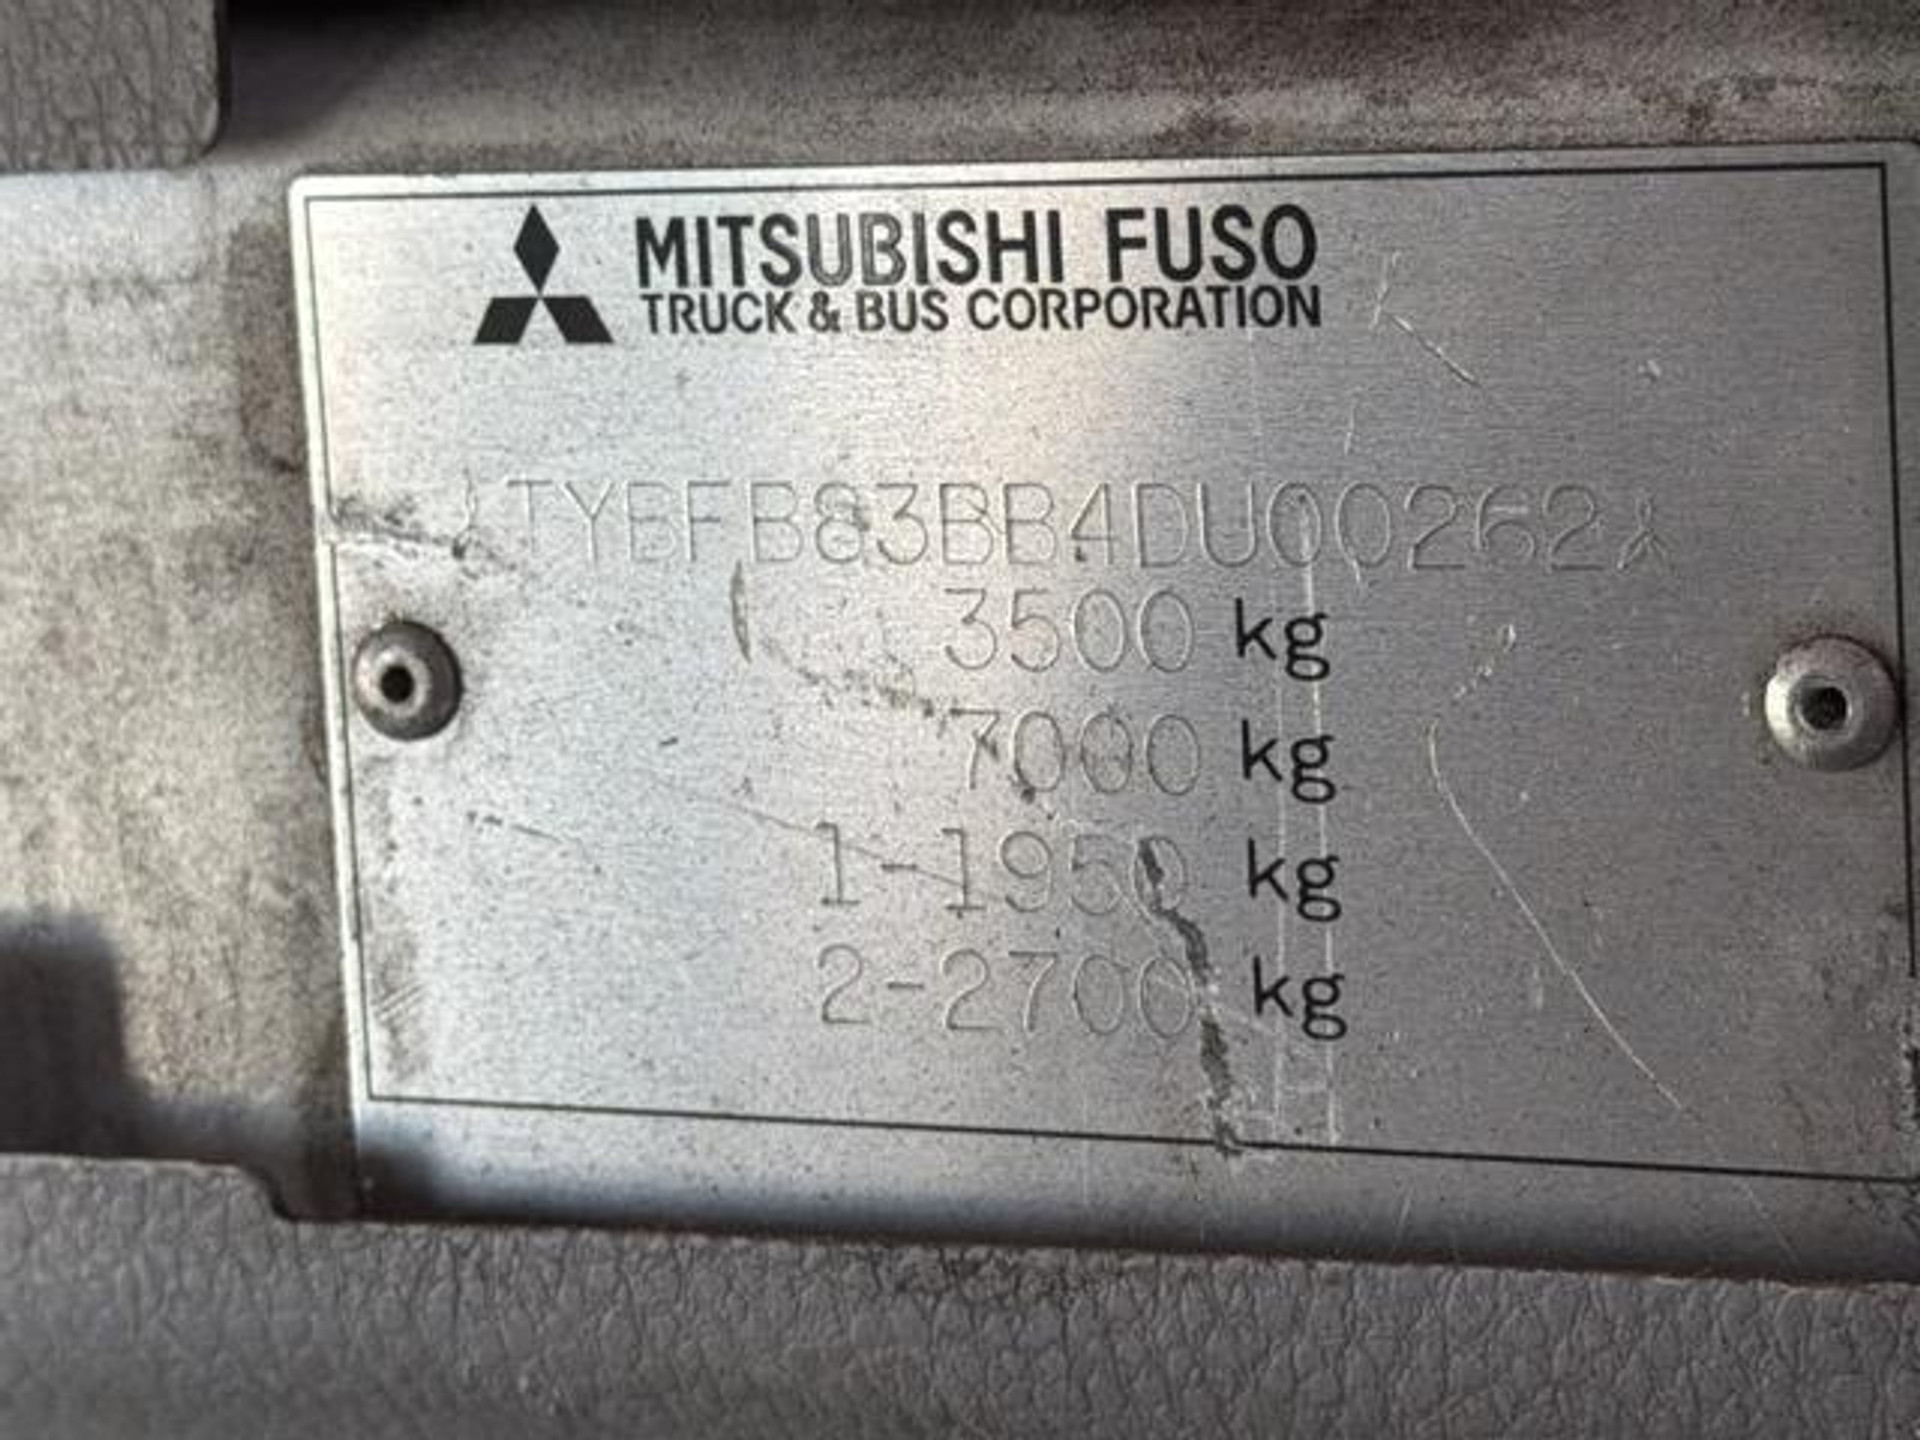 MITSUBISHI FUSO
TRUCK & BUS CORPORATION
TYBFB83BB4DU00262
3500 kg
7000 kg
1-1950 kg
2-2700 kg